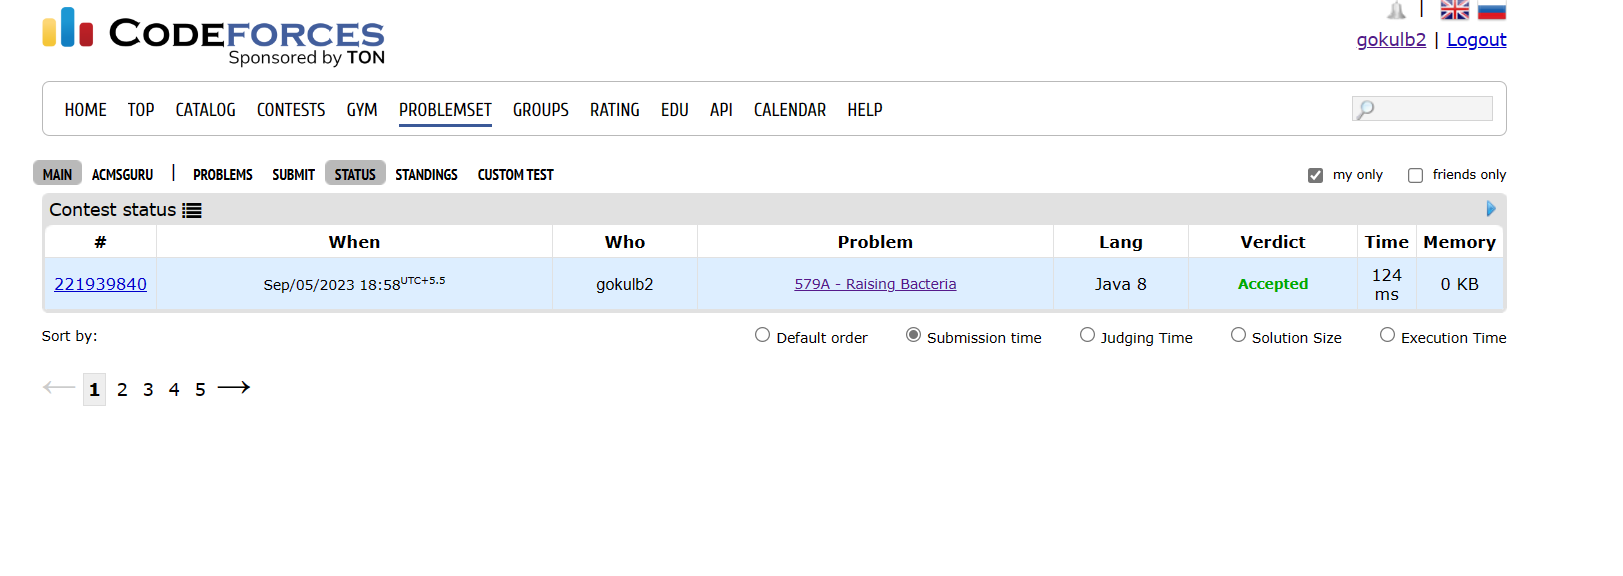 CODEFORCES
Sponsored by TON
|
gokulb2 | Logout
HOME TOP CATALOG CONTESTS GYM PROBLEMSET GROUPS RATING EDU API CALENDAR HELP
MAIN ACMSGURU | PROBLEMS SUBMIT STATUS STANDINGS CUSTOM TEST
my only friends only
Contest status
# When Who Problem Lang Verdict Time Memory
221939840 Sep/05/2023 18:58UTC+5.5 gokulb2 579A - Raising Bacteria Java 8 Accepted 124 ms 0 KB
Sort by: Default order Submission time Judging Time Solution Size Execution Time
← 1 2 3 4 5 →